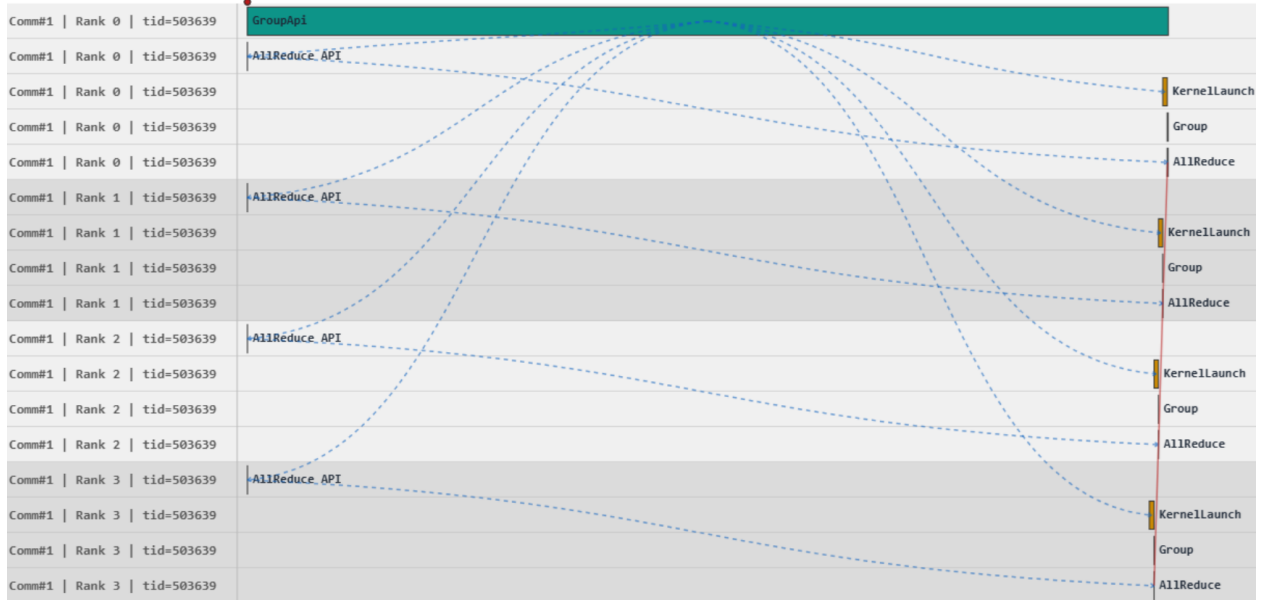 Comm#1 | Rank 0 | tid=503639 GroupApi
Comm#1 | Rank 0 | tid=503639 AllReduce API
Comm#1 | Rank 0 | tid=503639 KernelLaunch
Comm#1 | Rank 0 | tid=503639 Group
Comm#1 | Rank 0 | tid=503639 AllReduce
Comm#1 | Rank 1 | tid=503639 AllReduce API
Comm#1 | Rank 1 | tid=503639 KernelLaunch
Comm#1 | Rank 1 | tid=503639 Group
Comm#1 | Rank 1 | tid=503639 AllReduce
Comm#1 | Rank 2 | tid=503639 AllReduce API
Comm#1 | Rank 2 | tid=503639 KernelLaunch
Comm#1 | Rank 2 | tid=503639 Group
Comm#1 | Rank 2 | tid=503639 AllReduce
Comm#1 | Rank 3 | tid=503639 AllReduce API
Comm#1 | Rank 3 | tid=503639 KernelLaunch
Comm#1 | Rank 3 | tid=503639 Group
Comm#1 | Rank 3 | tid=503639 AllReduce